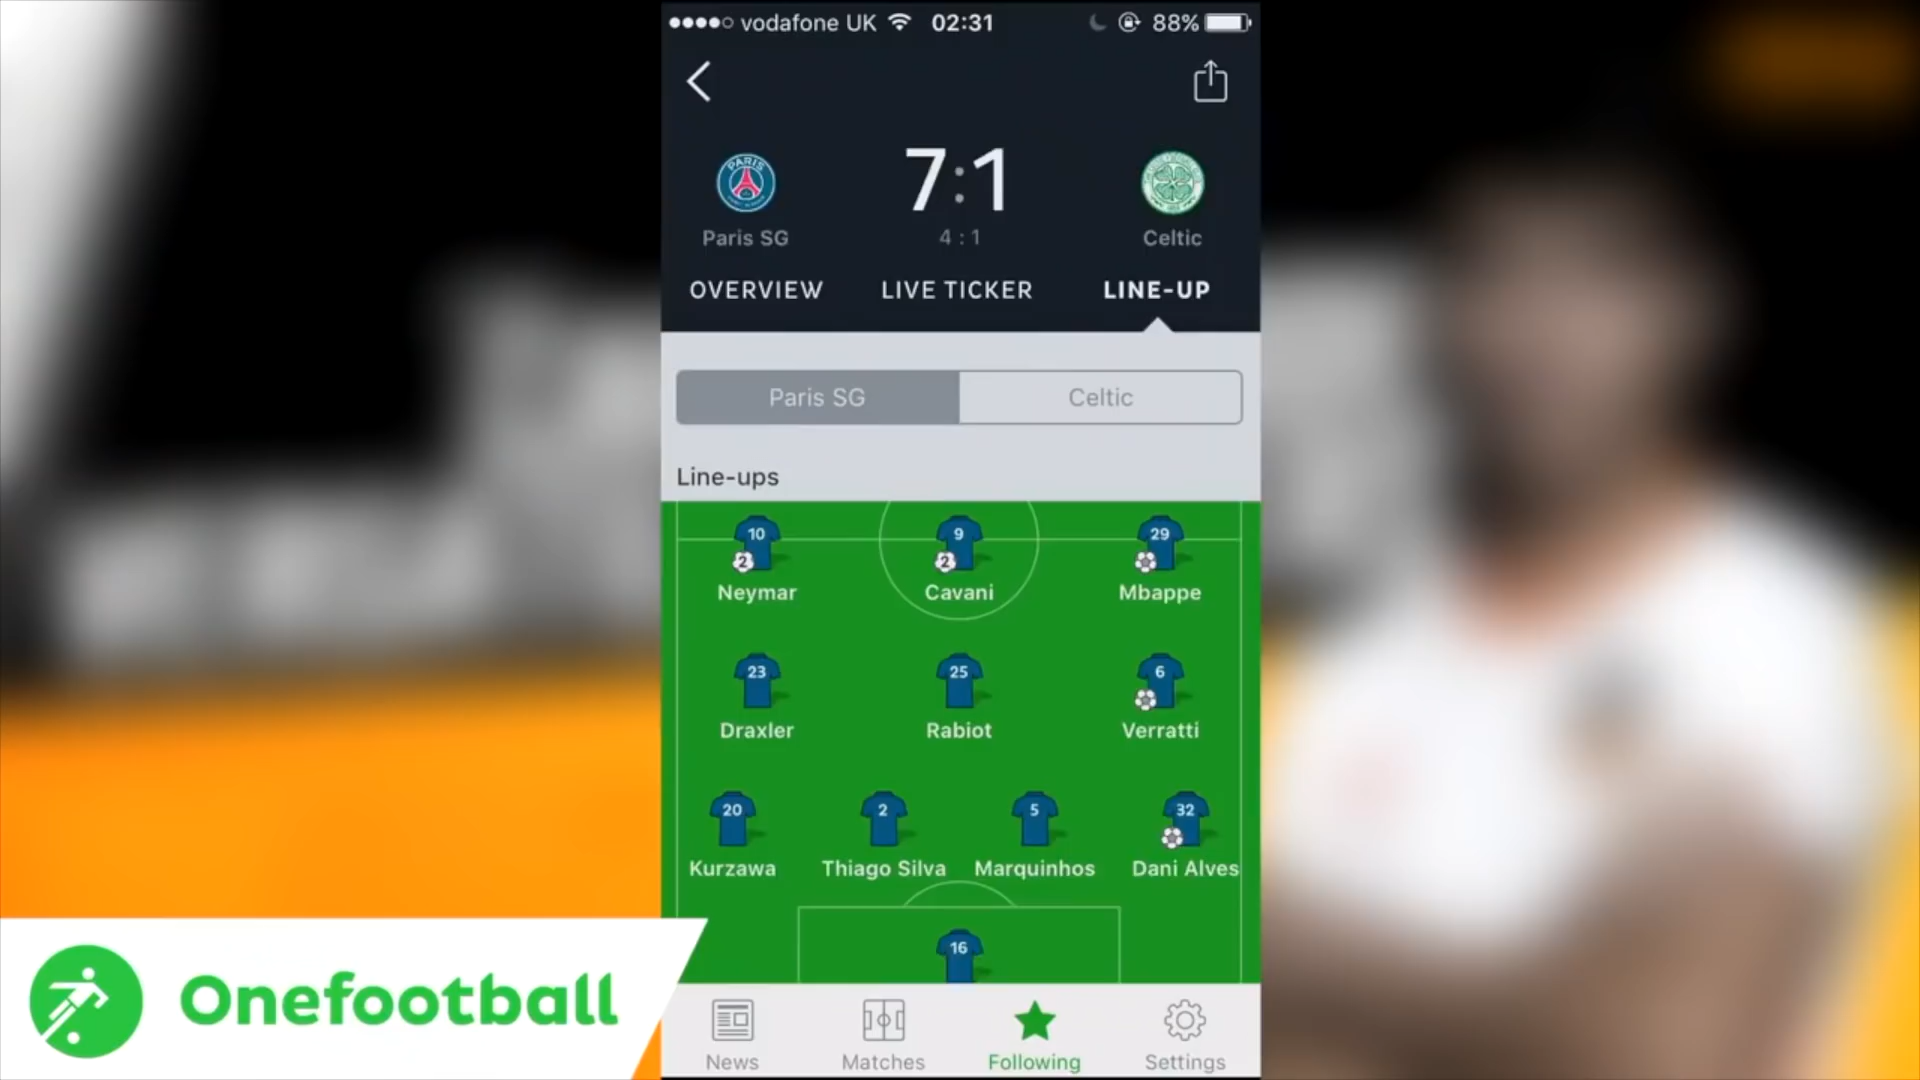 vodafone UK 02:31 88%
7:1
Paris SG 4 : 1 Celtic
OVERVIEW LIVE TICKER LINE-UP
Paris SG Celtic
Line-ups
10 9 29
2 2
Neymar Cavani Mbappe
23 25 6
Draxler Rabiot Verratti
20 2 5 32
Kurzawa Thiago Silva Marquinhos Dani Alves
16
Onefootball
News Matches Following Settings